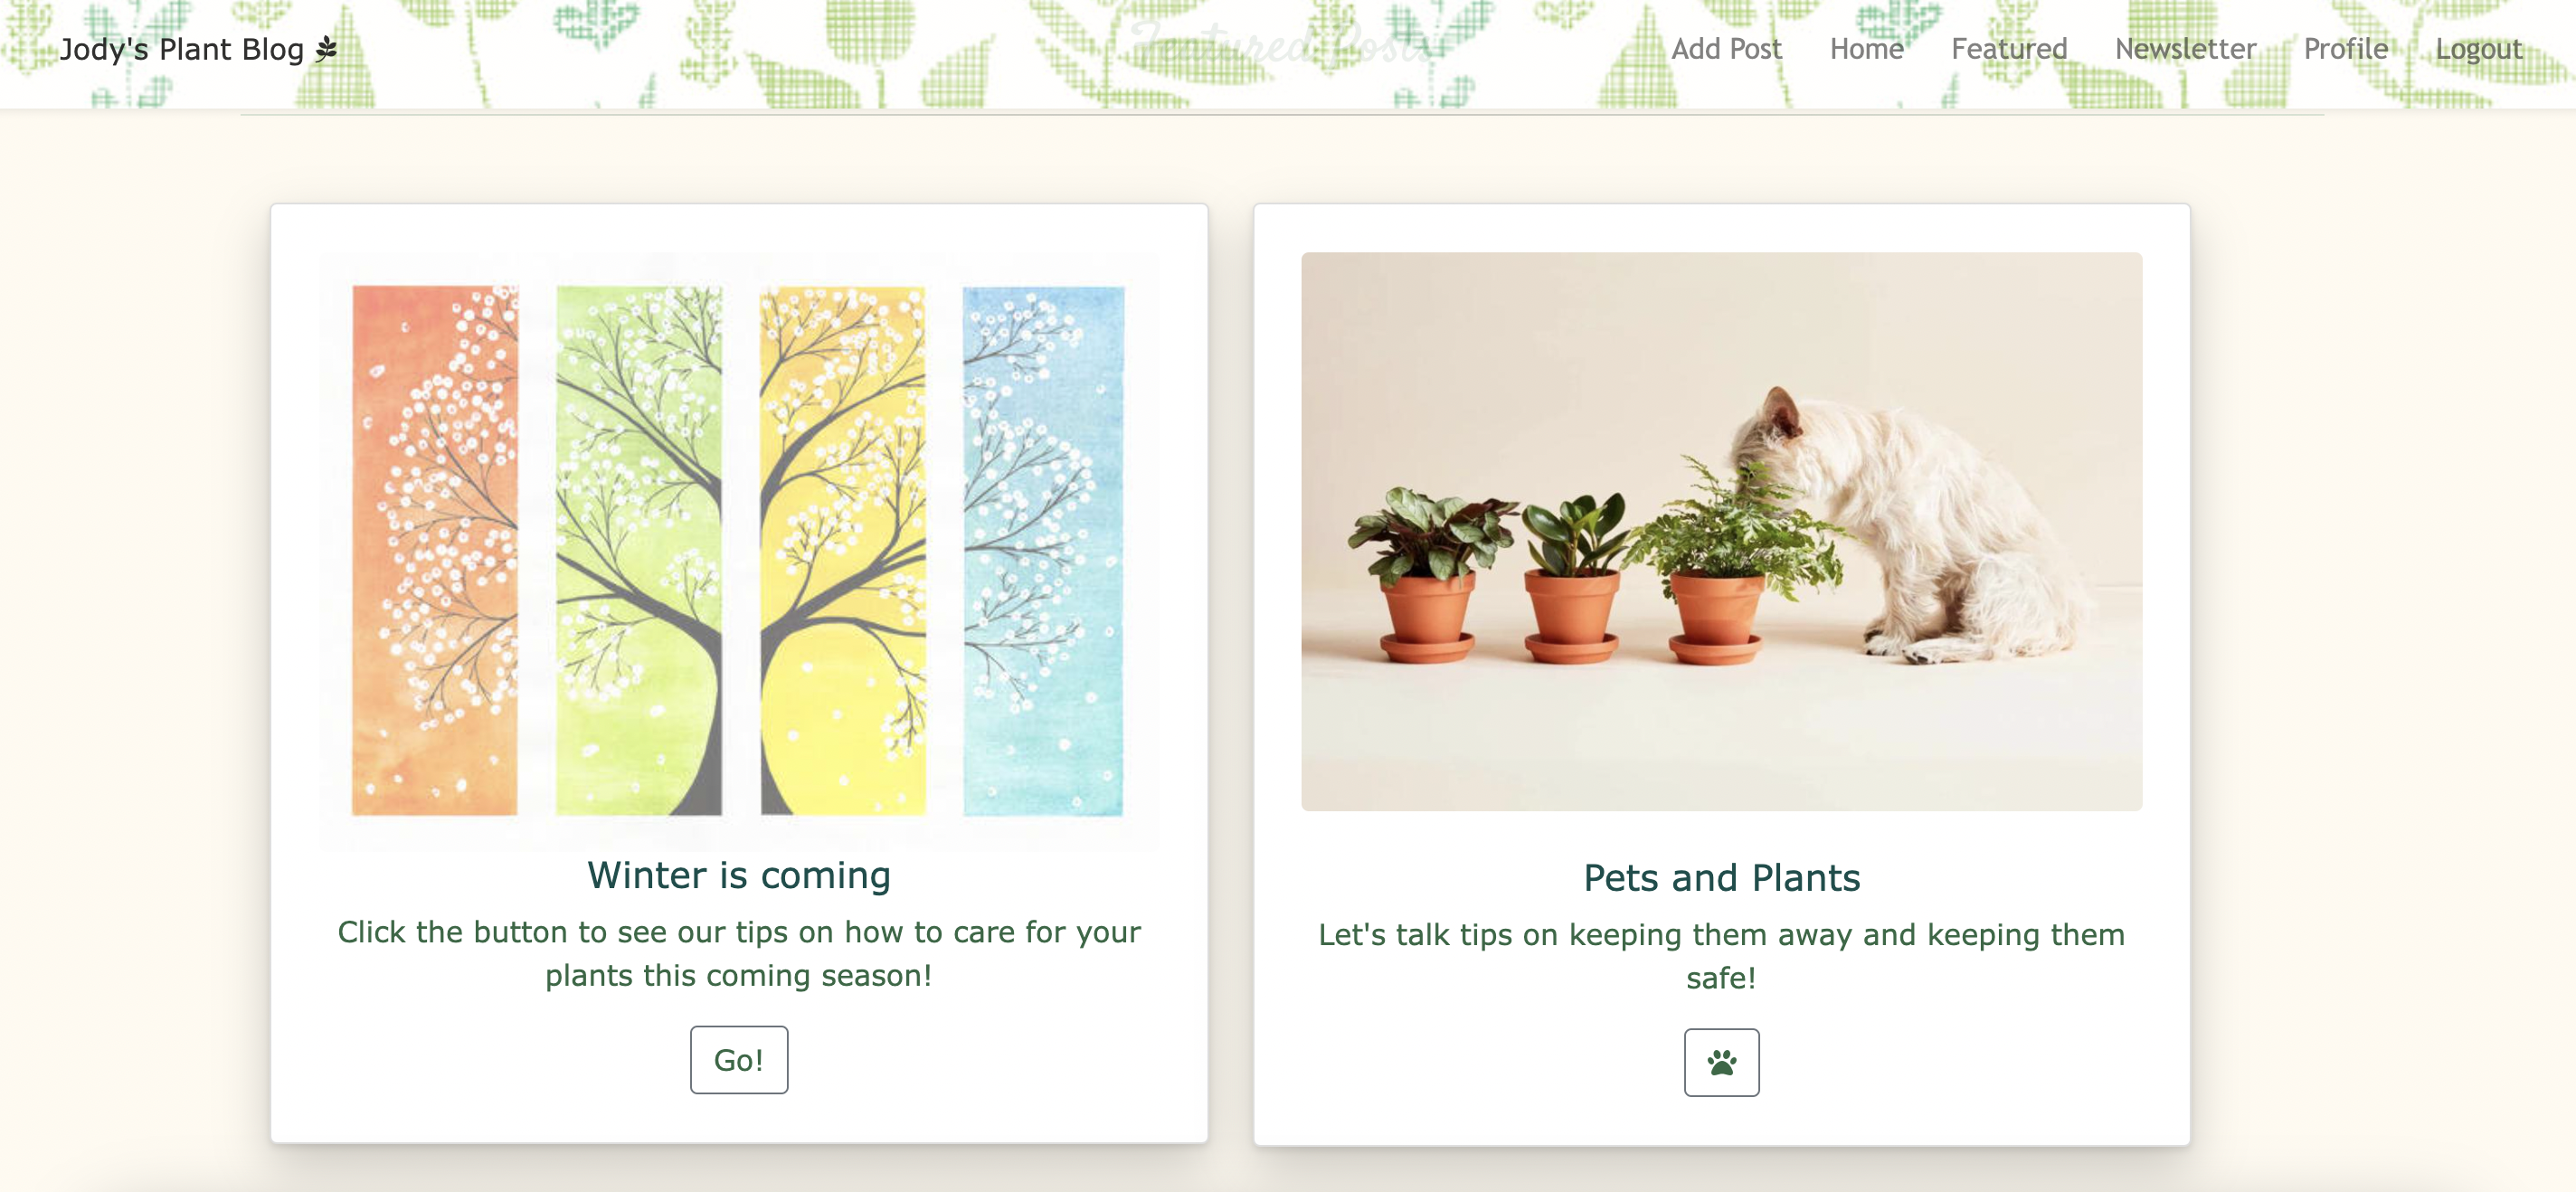 Jody's Plant Blog
Featured Posts
Add Post
Home
Featured
Newsletter
Profile
Logout
Winter is coming
Click the button to see our tips on how to care for your
plants this coming season!
Go!
Pets and Plants
Let's talk tips on keeping them away and keeping them
safe!